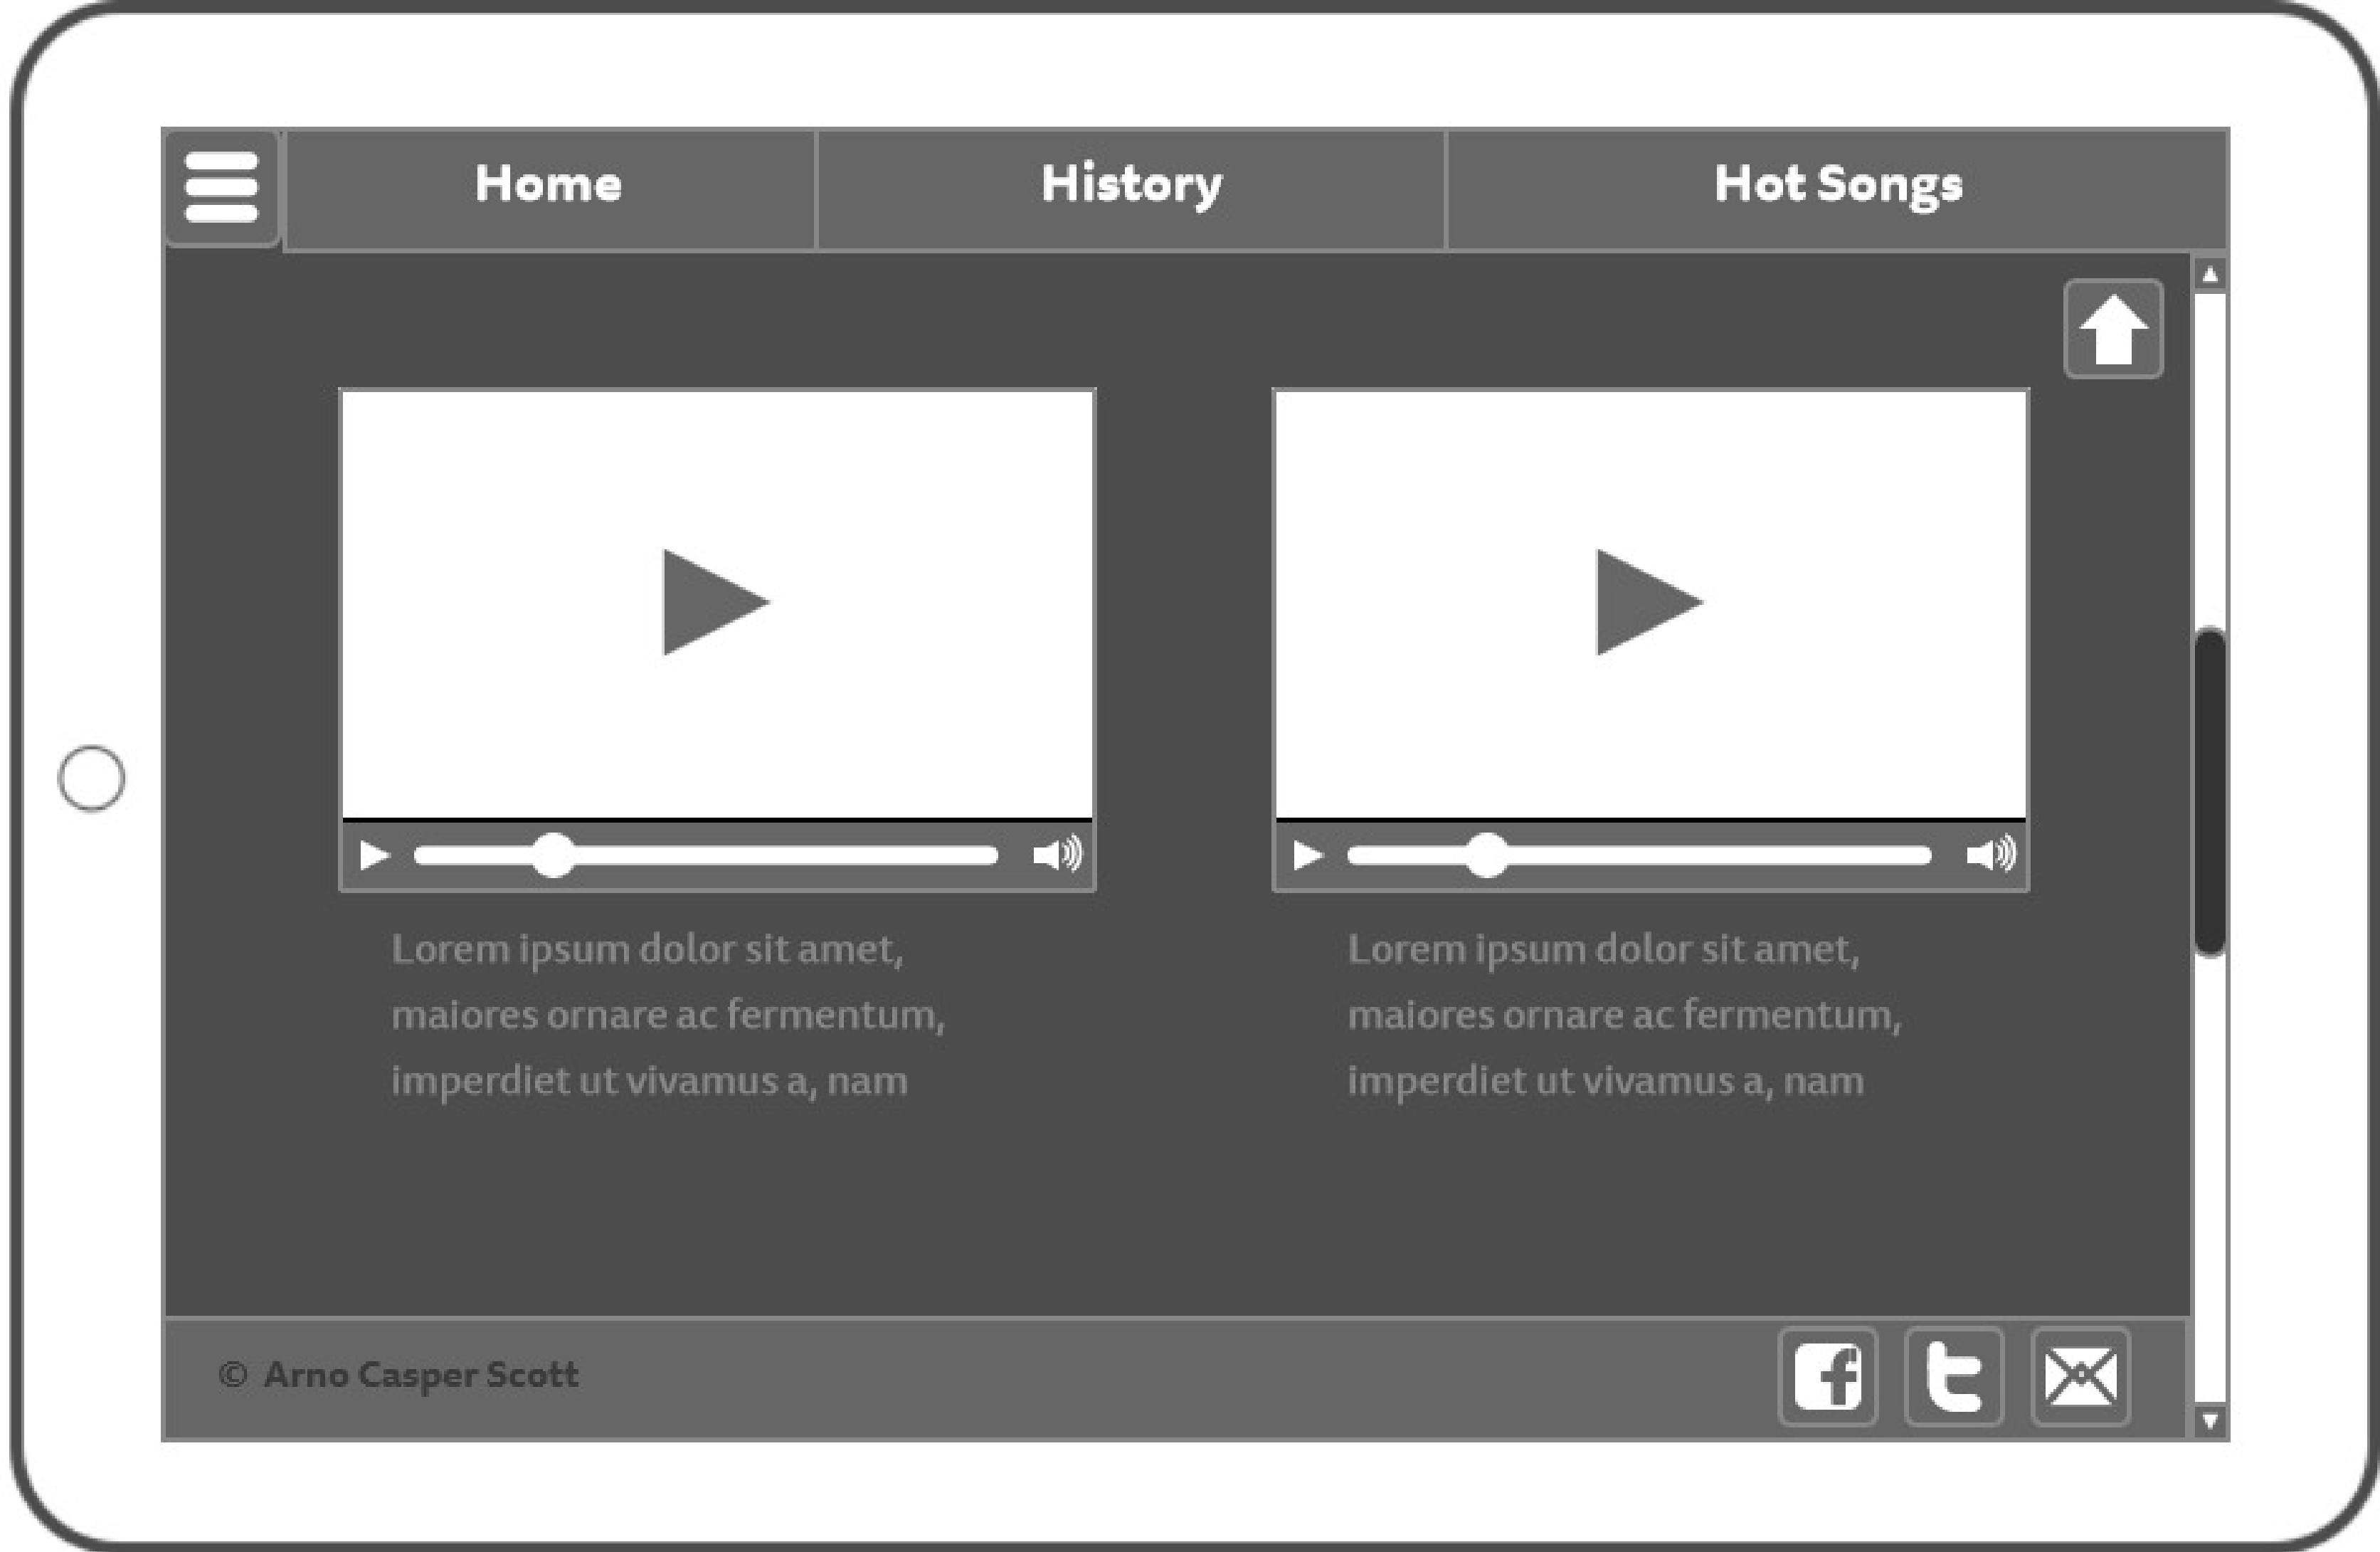 Home
History
Hot Songs
Lorem ipsum dolor sit amet,
maiores ornare ac fermentum,
imperdiet ut vivamus a, nam
Lorem ipsum dolor sit amet,
maiores ornare ac fermentum,
imperdiet ut vivamus a, nam
© Arno Casper Scott